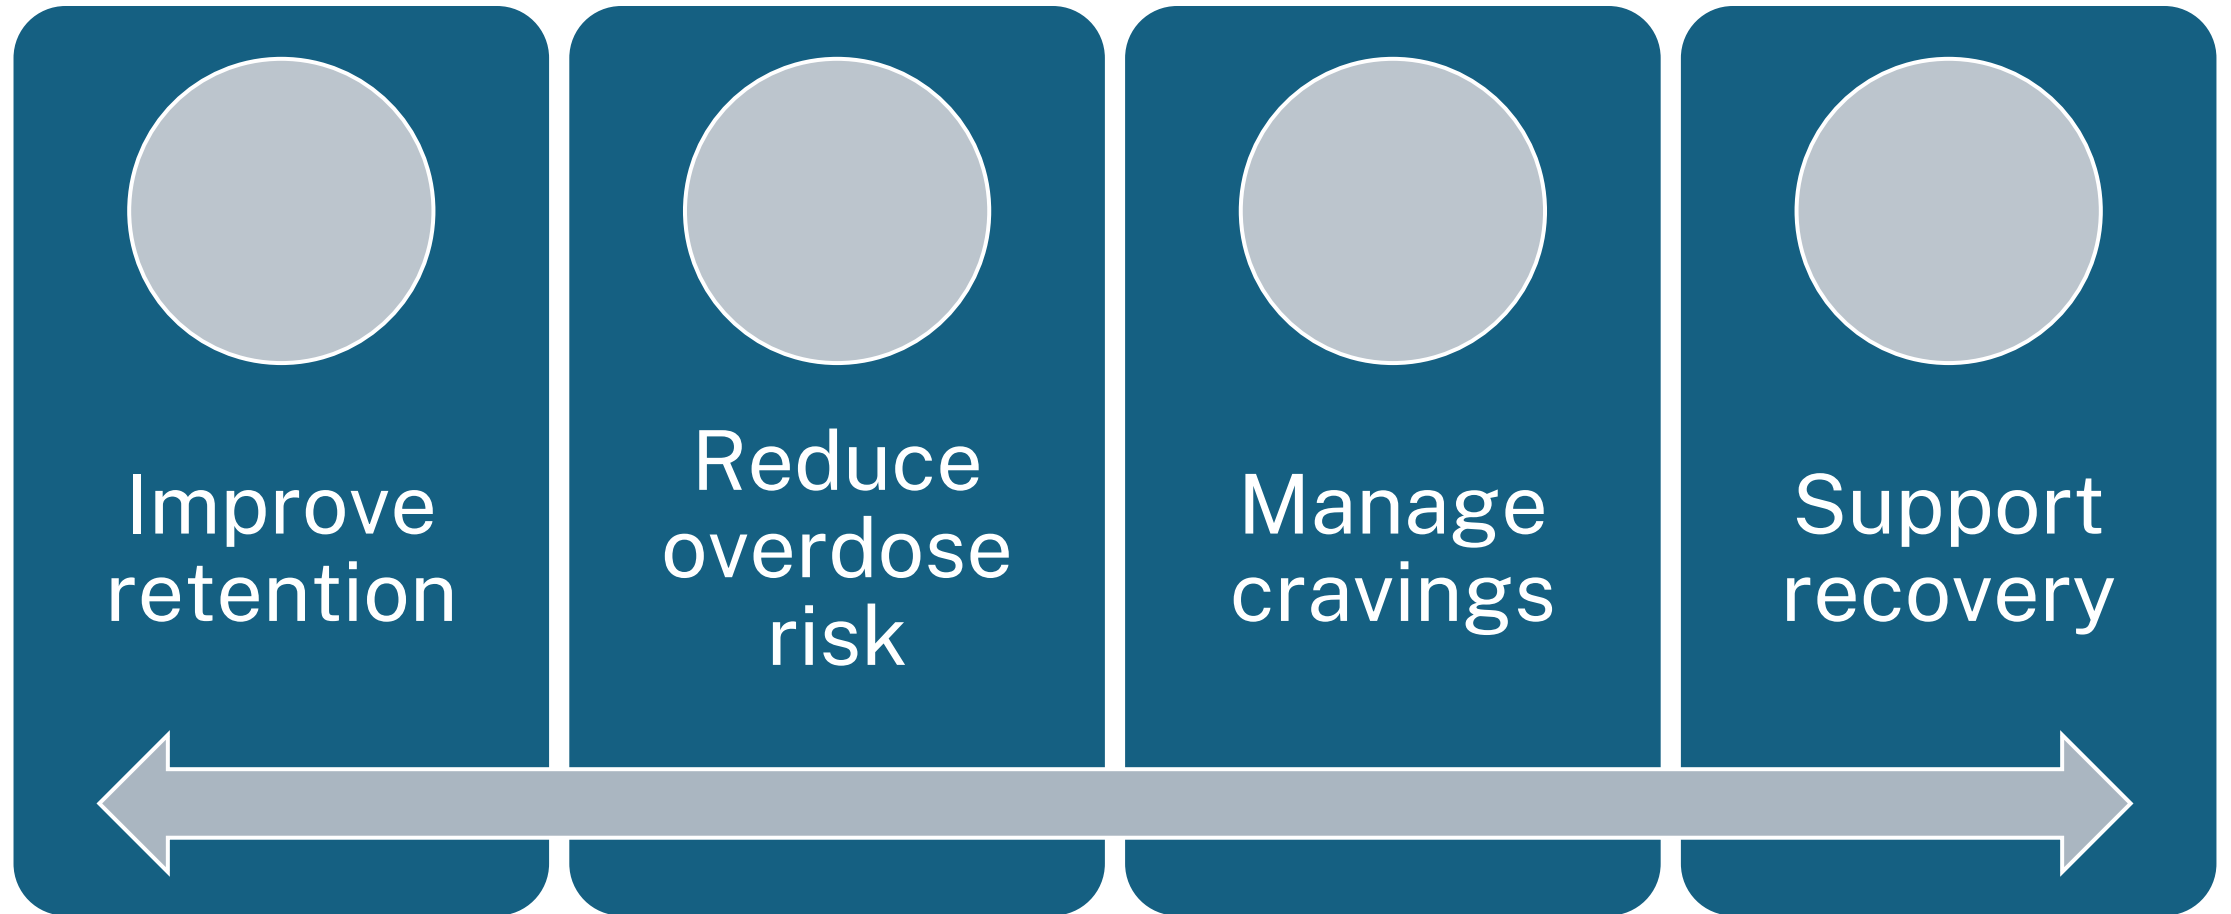 Improve
retention
Reduce
overdose
risk
Manage
cravings
Support
recovery